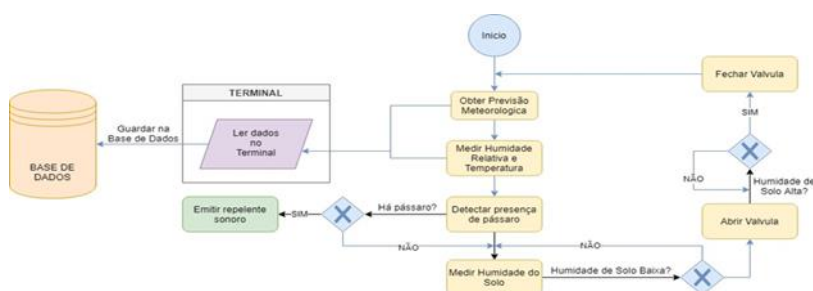 Inicio
Fechar Valvula
TERMINAL
Obter Previsão
Meteorologica
Guardar na
Base de Dados
Ler dados
no
Terminal
SIM
BASE DE
DADOS
Medir Humidade
Relativa e
Temperatura
NÃO
Humidade de
Solo Alta?
Emitir repelente
sonoro
SIM
Há pássaro?
Detectar presença
de pássaro
Abrir Valvula
NÃO
NÃO
Medir Humidade do
Solo
Humidade de Solo Baixa?